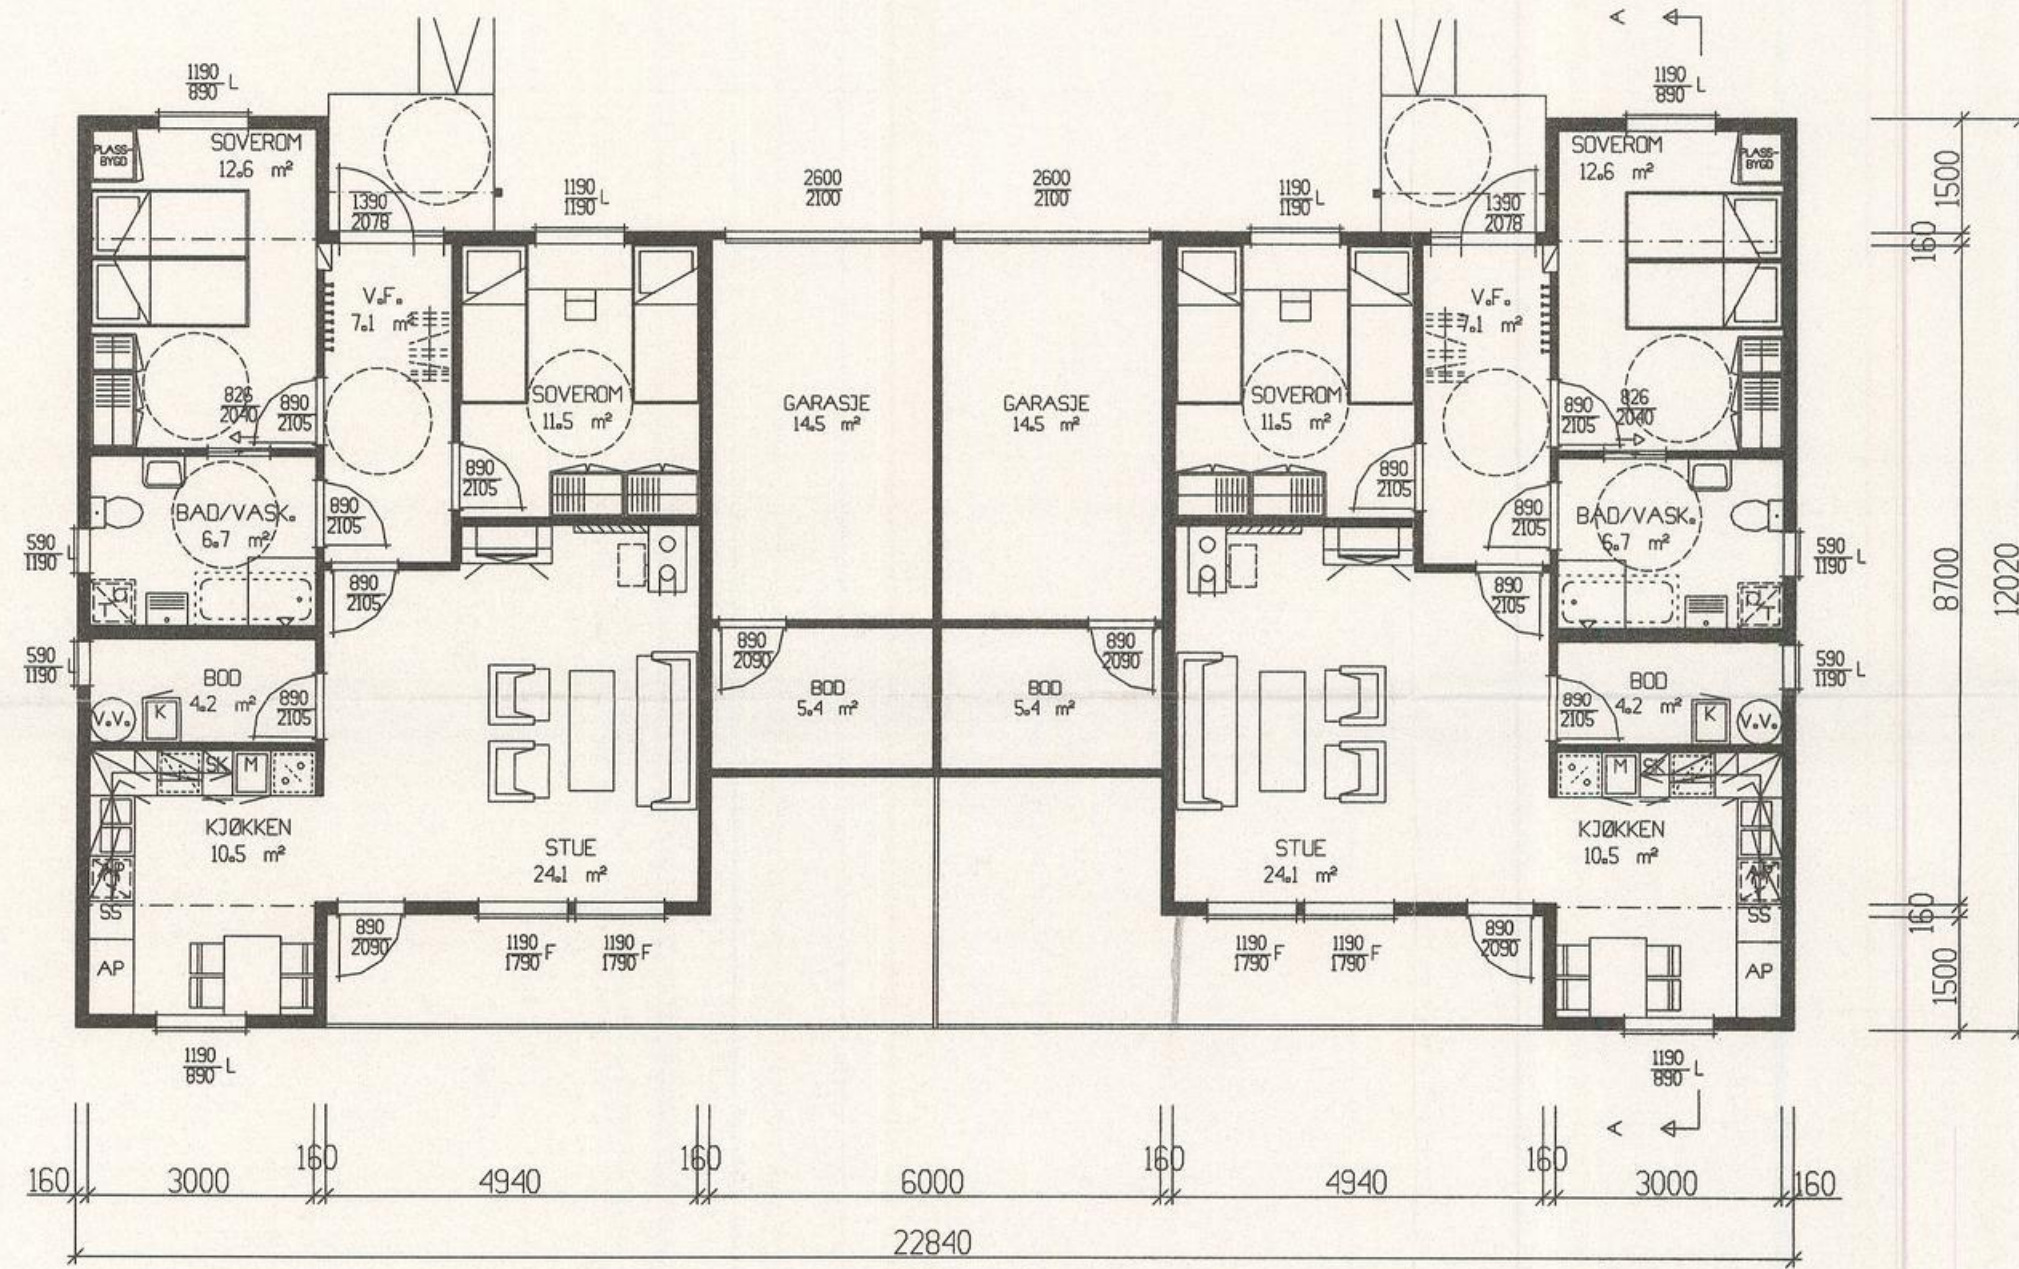 A
1190
890 L
1190
890 L
PLASS-
BYGD
SOVEROM
12.6 m²
1390
2078
1190
1190 L
2600
2100
2600
2100
1190
1190 L
1390
2078
SOVEROM
12.6 m²
PLASS-
BYGD
1500
160
V.F.
7.1 m²
V.F.
7.1 m²
826
2040
890
2105
SOVEROM
11.5 m²
GARASJE
14.5 m²
GARASJE
14.5 m²
SOVEROM
11.5 m²
890
2105
826
2040
890
2105
890
2105
BAD/VASK.
6.7 m²
890
2105
890
2105
BAD/VASK.
6.7 m²
590
1190 L
590
1190 L
T
890
2105
890
2105
T
8700
12020
590
1190 L
BOD
4.2 m²
890
2105
V.V.
K
890
2090
BOD
5.4 m²
890
2090
BOD
5.4 m²
890
2105
BOD
4.2 m²
K
V.V.
590
1190 L
SK
M
M
SK
KJØKKEN
10.5 m²
STUE
24.1 m²
STUE
24.1 m²
KJØKKEN
10.5 m²
SS
AP
890
2090
1190
1790 F
1190
1790 F
1190
1790 F
1190
1790 F
890
2090
SS
AP
160
1500
1190
890 L
1190
890 L
A
160
3000
160
4940
160
6000
160
4940
160
3000
160
22840